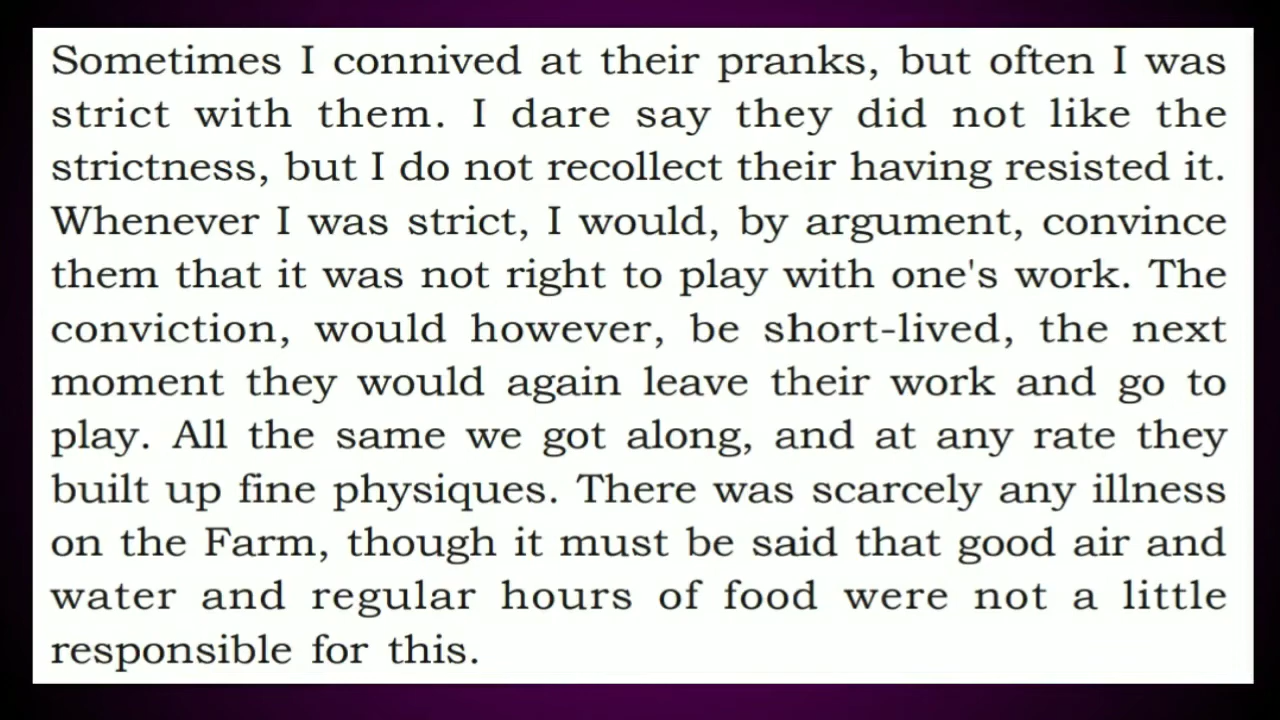 Sometimes I connived at their pranks, but often I was
strict with them. I dare say they did not like the
strictness, but I do not recollect their having resisted it.
Whenever I was strict, I would, by argument, convince
them that it was not right to play with one's work. The
conviction, would however, be short-lived, the next
moment they would again leave their work and go to
play. All the same we got along, and at any rate they
built up fine physiques. There was scarcely any illness
on the Farm, though it must be said that good air and
water and regular hours of food were not a little
responsible for this.